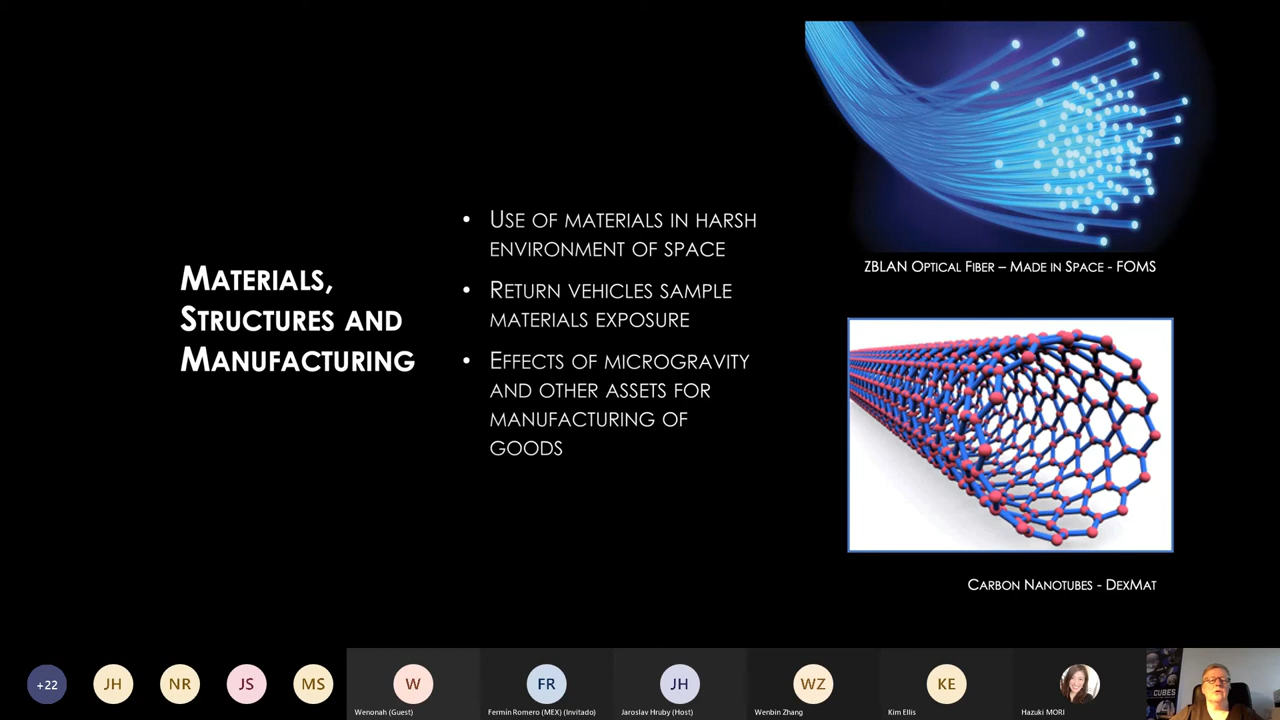 Materials,
Structures and
Manufacturing
• Use of materials in harsh
environment of space
• Return vehicles sample
materials exposure
• Effects of microgravity
and other assets for
manufacturing of
goods
ZBLAN Optical Fiber – Made in Space - FOMS
Carbon Nanotubes - DexMat
+22
JH
NR
JS
MS
W
Wenonah (Guest)
FR
Fermin Romero (MEX) (Invitado)
JH
Jaroslav Hruby (Host)
WZ
Wenbin Zhang
KE
Kim Ellis
Hazuki MORI
CUBES